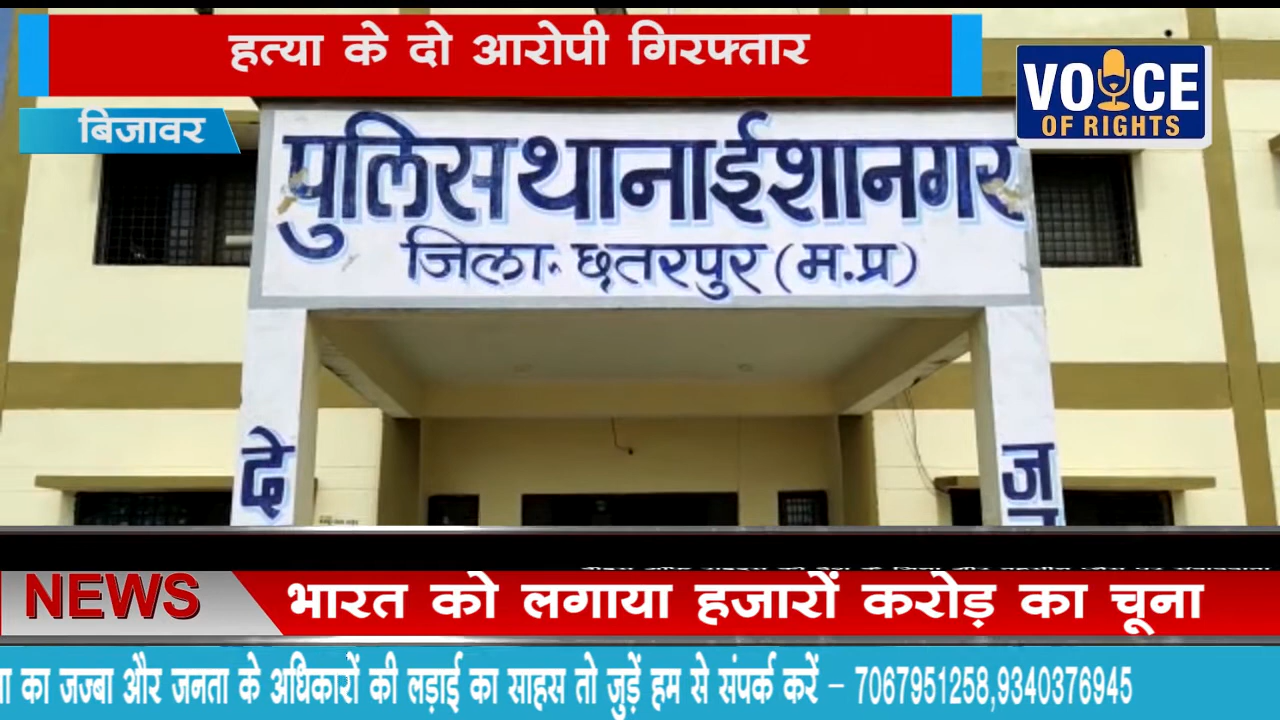 हत्या के दो आरोपी गिरफ्तार
VOICE
OF RIGHTS
बिजावर
पुलिस थाना ईशानगर
जिला- छतरपुर (म.प्र)
दे
ज
NEWS
भारत को लगाया हजारों करोड़ का चूना
का जज्बा और जनता के अधिकारों की लड़ाई का साहस तो जुड़ें हम से संपर्क करें – 7067951258,9340376945